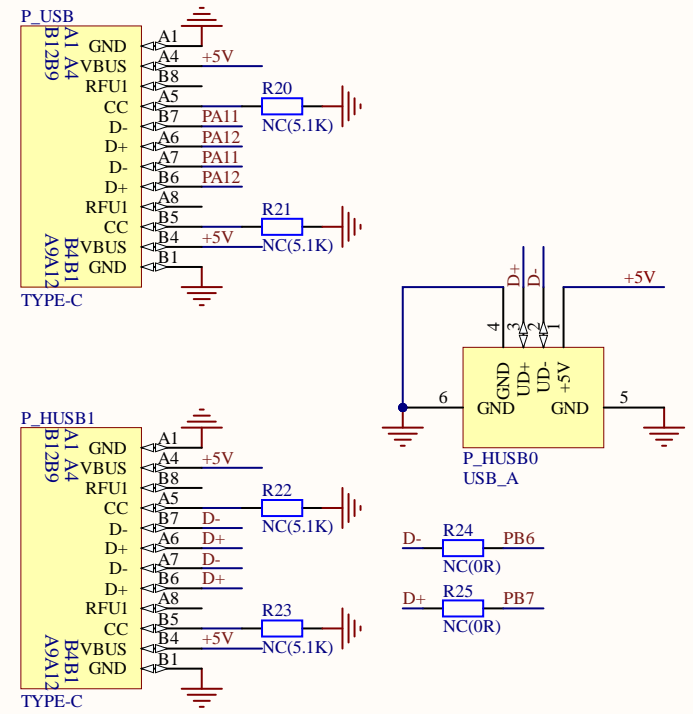 P_USB
A1 A4
B12B9
GND A1
VBUS A4 +5V
RFU1 B8
CC A5 R20
NC(5.1K)
D- B7 PA11
D+ A6 PA12
D- A7 PA11
D+ B6 PA12
RFU1 A8
CC B5 R21
NC(5.1K)
VBUS B4 +5V
GND B1
B4B1
A9A12
TYPE-C
D+ D- +5V
4 3 2 1
GND UD+ UD- +5V
6 GND GND 5
P_HUSB0
USB_A
P_HUSB1
A1 A4
B12B9
GND A1
VBUS A4 +5V
RFU1 B8
CC A5 R22
NC(5.1K)
D- B7 D-
D+ A6 D+
D- A7 D-
D+ B6 D+
RFU1 A8
CC B5 R23
NC(5.1K)
VBUS B4 +5V
GND B1
B4B1
A9A12
TYPE-C
D- R24 PB6
NC(0R)
D+ R25 PB7
NC(0R)